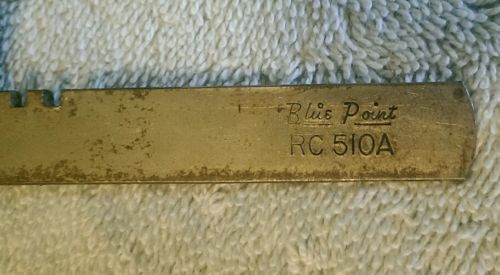 Blue Point
RC 510A